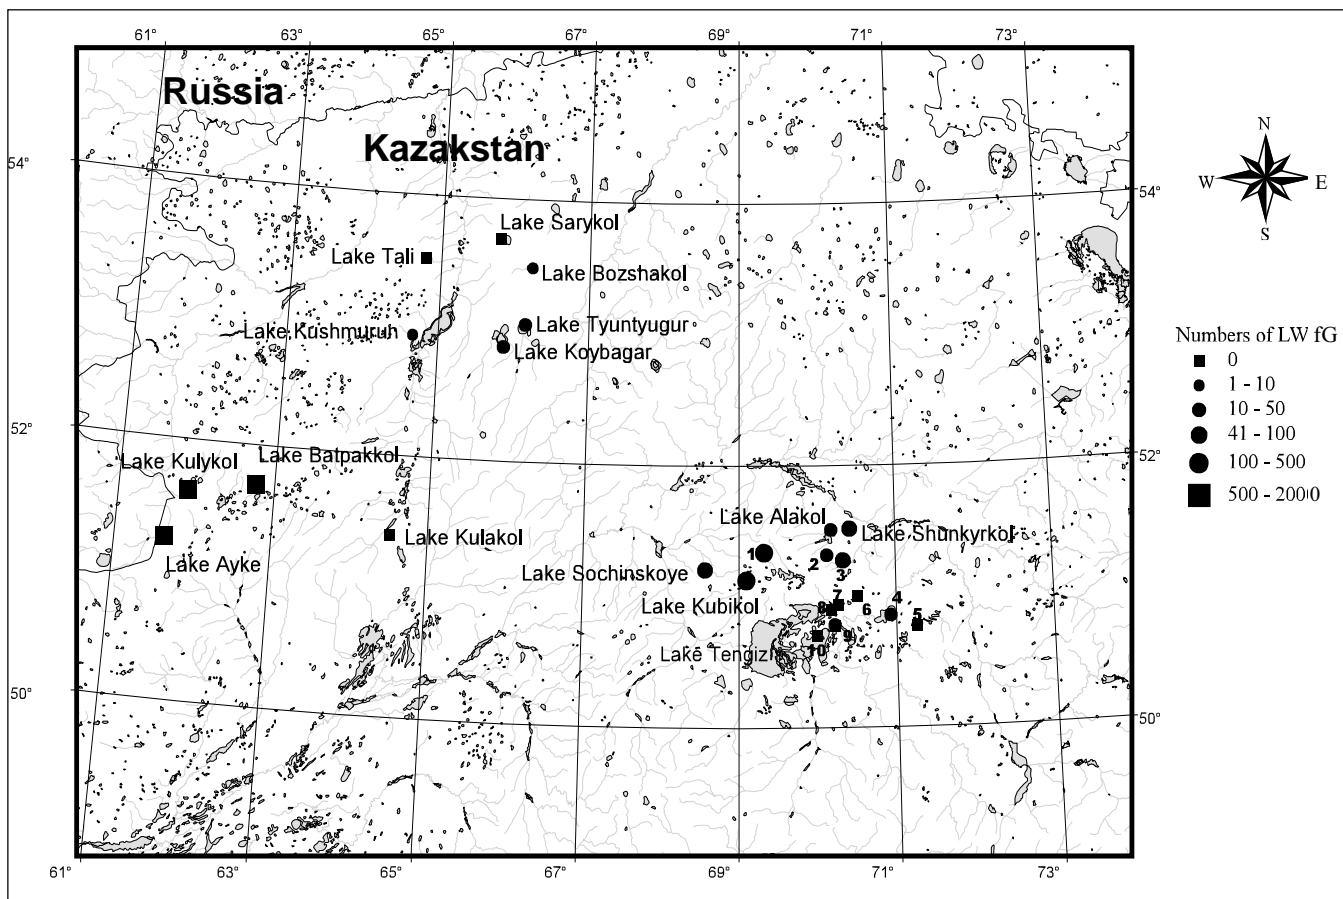 61° 63° 65° 67° 69° 71° 73°
Russia
Kazakstan
54° 54°
N
W E
S
Lake Sarykol
Lake Tali
Lake Bozshakol
Lake Kushmurun
Lake Tyuntyugur
Lake Koybagar
Numbers of LW fG
0
1 - 10
10 - 50
41 - 100
100 - 500
500 - 2000
52° 52°
Lake Kulykol
Lake Batpakkol
Lake Ayke
Lake Kulakol
Lake Alakol
Lake Shunkyrkol
Lake Sochinskoye
Lake Kubikol
Lake Tengizh
1
2
3
4
5
6
7
8
9
10
50° 50°
61° 63° 65° 67° 69° 71° 73°